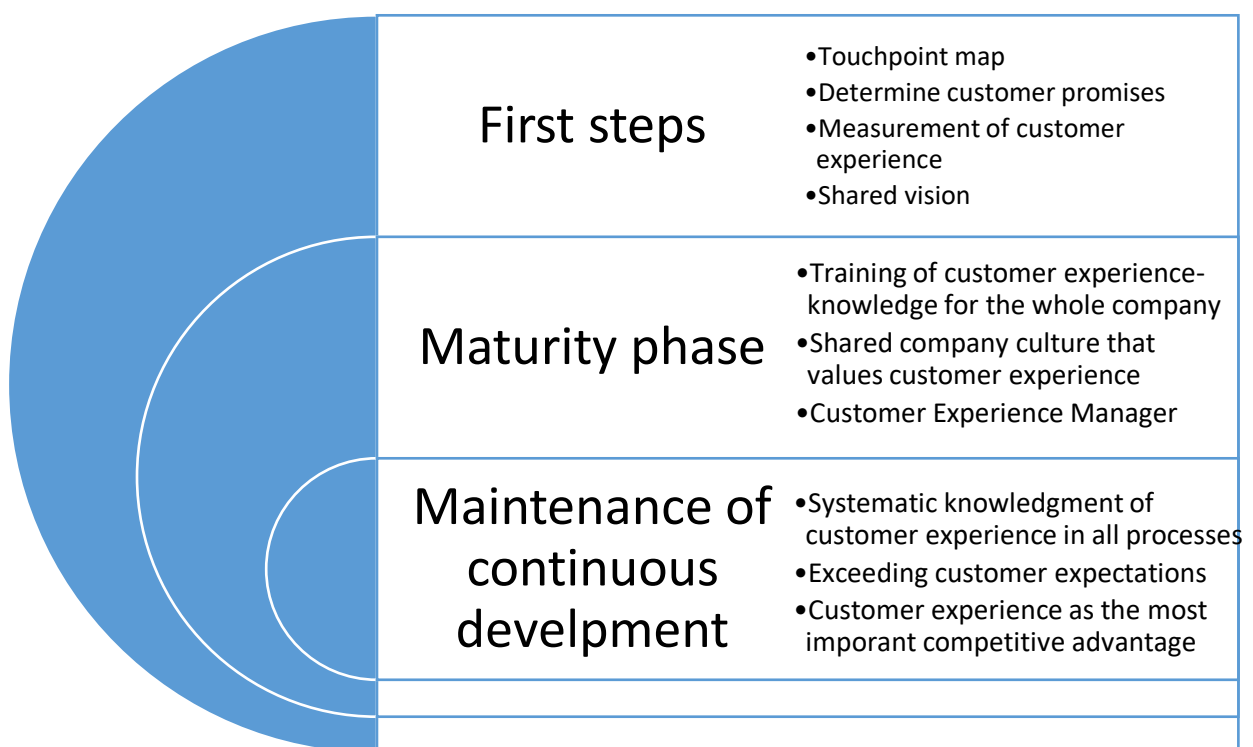 First steps
•Touchpoint map
•Determine customer promises
•Measurement of customer
experience
•Shared vision
Maturity phase
•Training of customer experience-
knowledge for the whole company
•Shared company culture that
values customer experience
•Customer Experience Manager
Maintenance of
continuous
develpment
•Systematic knowledgment of
customer experience in all processes
•Exceeding customer expectations
•Customer experience as the most
imporant competitive advantage